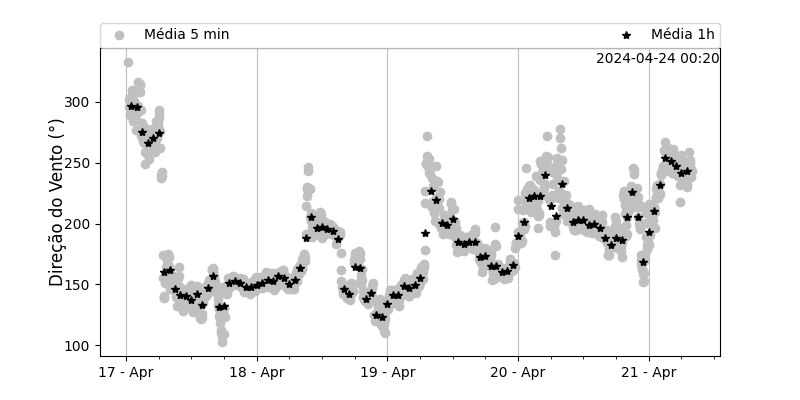 Média 5 min
Média 1h
2024-04-24 00:20
Direção do Vento (°)
300
250
200
150
100
17 - Apr
18 - Apr
19 - Apr
20 - Apr
21 - Apr